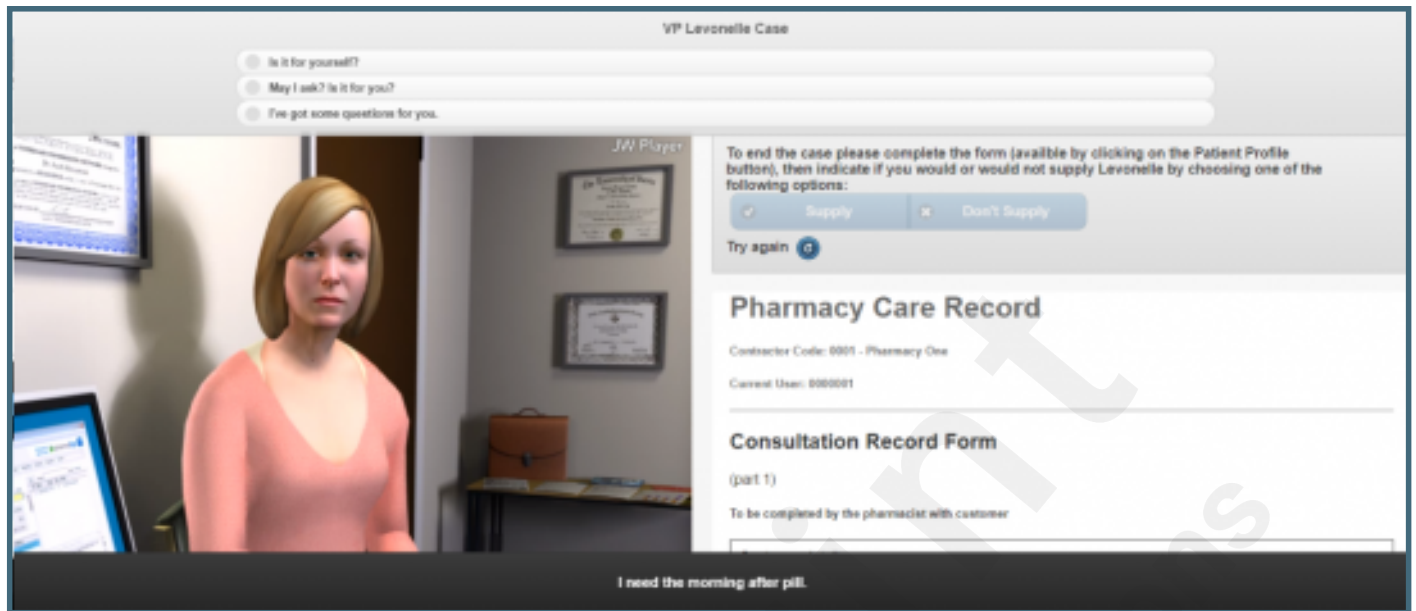 VP Levonelle Case
Is it for yourself?
May I ask? Is it for you?
I've got some questions for you.
JW Player
To end the case please complete the form (availble by clicking on the Patient Profile
button), then indicate if you would or would not supply Levonelle by choosing one of the
following options:
Supply
Don't Supply
Try again
Pharmacy Care Record
Contractor Code: 0001 - Pharmacy One
Current User: 0000001
Consultation Record Form
(part 1)
To be completed by the pharmacist with customer
I need the morning after pill.